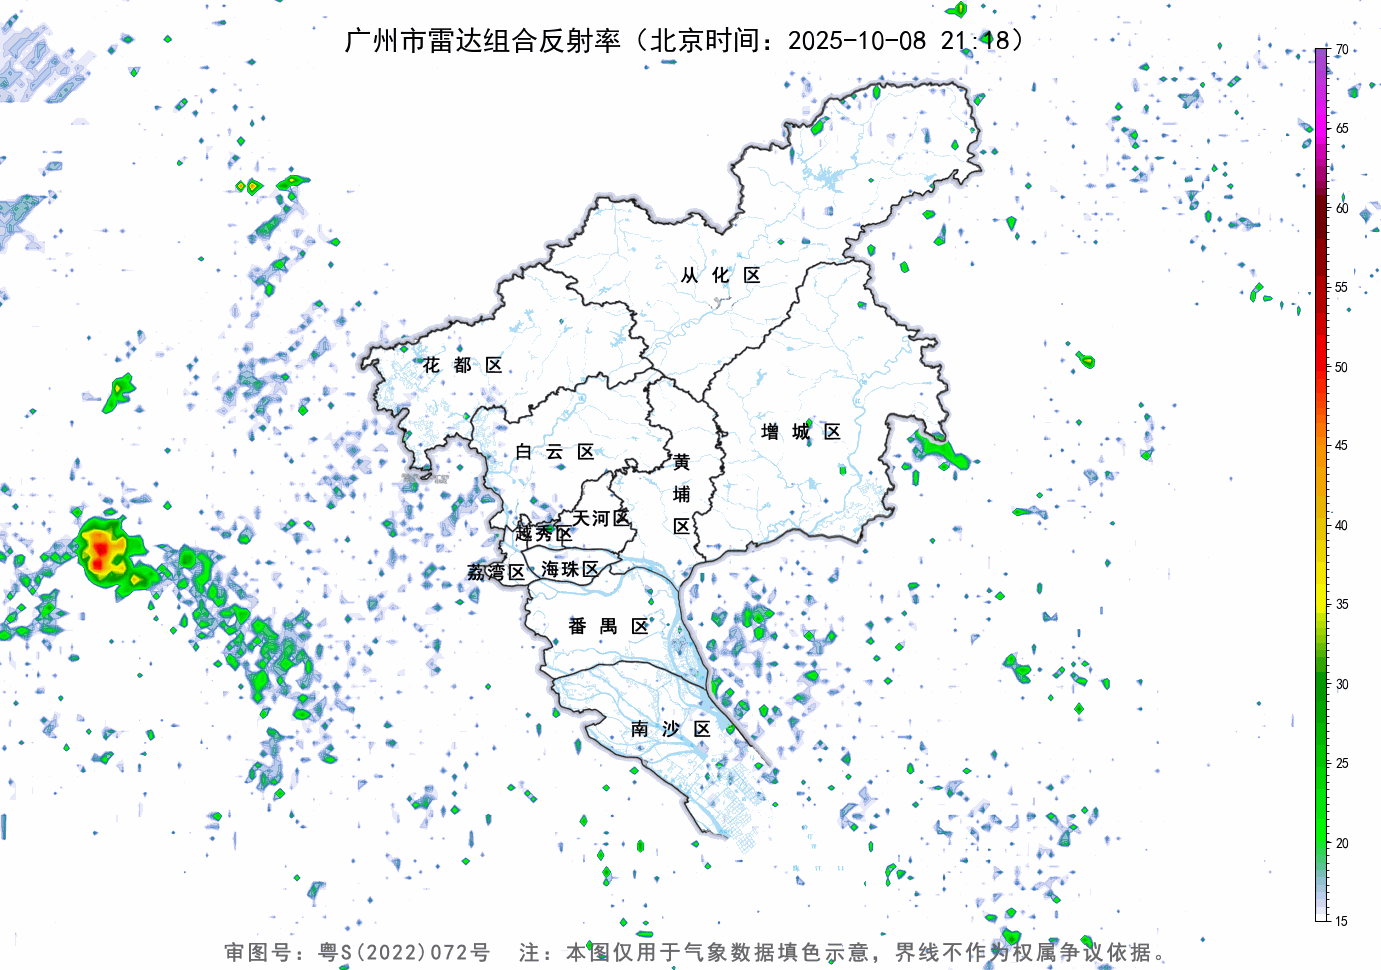 广州市雷达组合反射率（北京时间：2025-10-08 21:18）
70
65
60
55
50
45
40
35
30
25
20
15
从化区
花都区
增城区
白云区
黄埔区
天河区
越秀区
荔湾区
海珠区
番禺区
南沙区
审图号：粤S(2022)072号 注：本图仅用于气象数据填色示意，界线不作为权属争议依据。